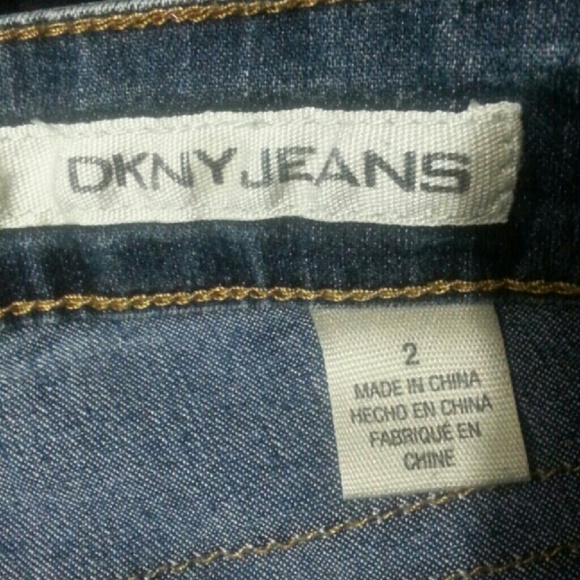 DKNY JEANS
2
MADE IN CHINA
HECHO EN CHINA
FABRIQUÉ EN
CHINE